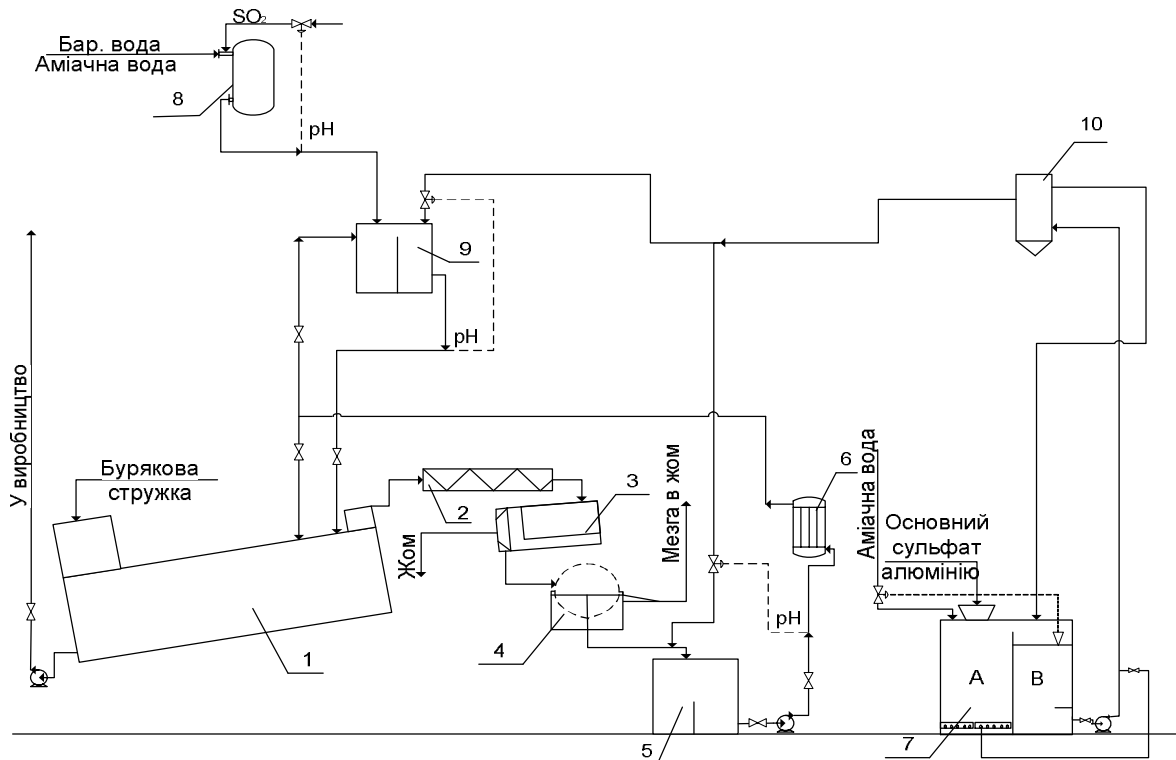 SO₂
Бар. вода
Аміачна вода
8
pH
10
9
pH
У виробництво
Бурякова
стружка
2
3
Жом
Мезга в жом
6
Аміачна вода
Основний
сульфат
алюмінію
1
4
pH
5
A
B
7